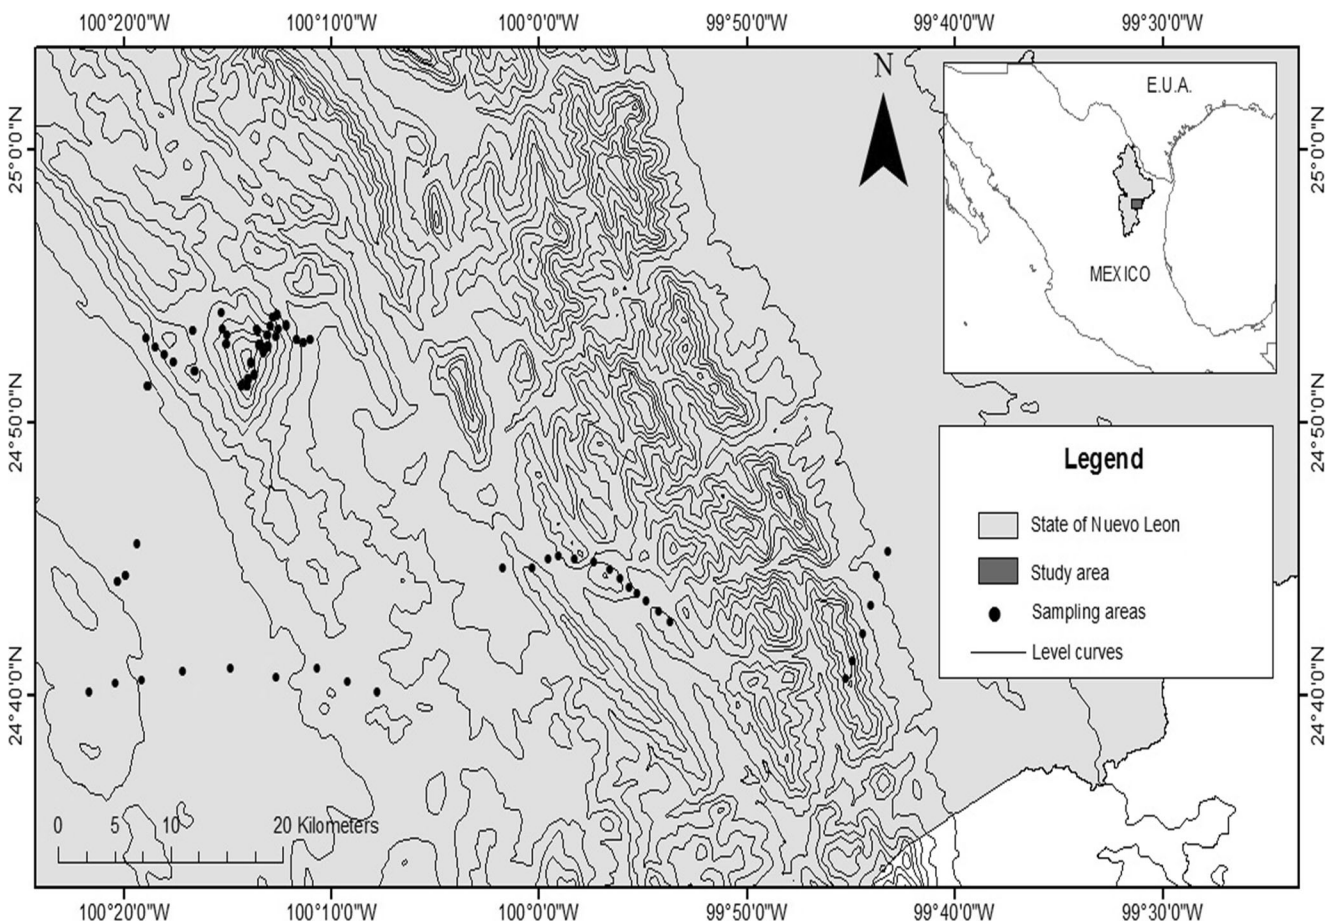 100°20'0"W 100°10'0"W 100°0'0"W 99°50'0"W 99°40'0"W 99°30'0"W
N
E.U.A.
MEXICO
25°0'0"N
25°0'0"N
24°50'0"N
24°50'0"N
24°40'0"N
24°40'0"N
Legend
State of Nuevo Leon
Study area
Sampling areas
Level curves
0 5 10 20 Kilometers
100°20'0"W 100°10'0"W 100°0'0"W 99°50'0"W 99°40'0"W 99°30'0"W